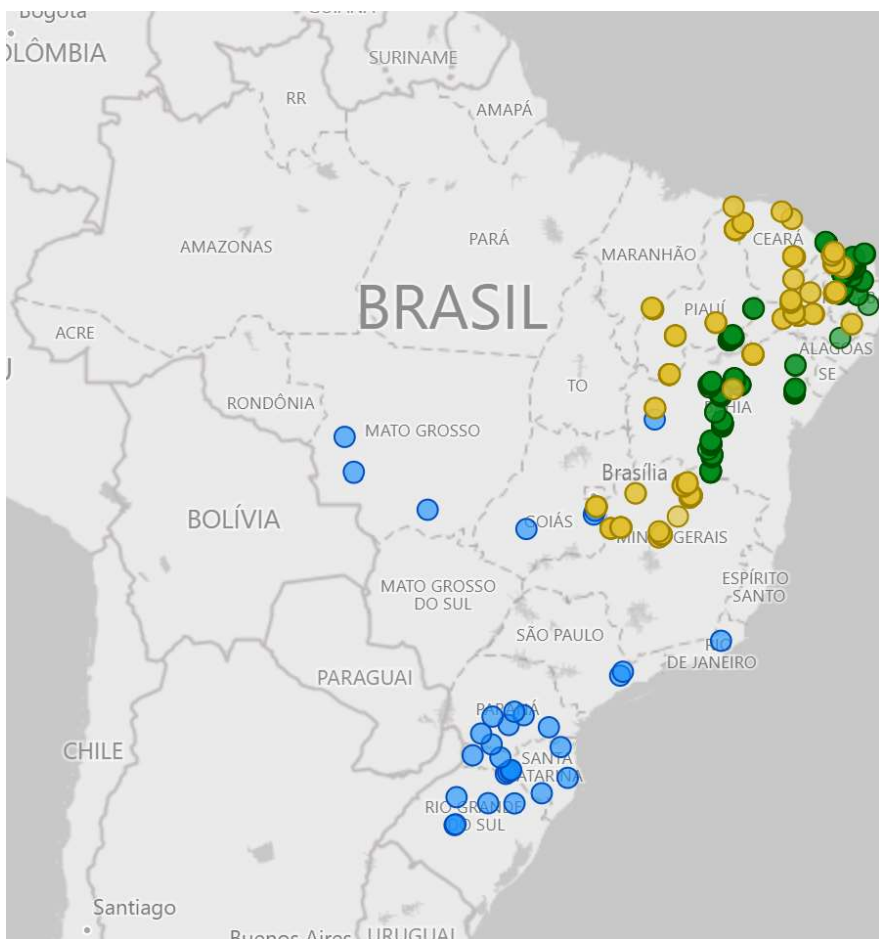 Bogotá
GUIANA
OLÔMBIA
SURINAME
RR
AMAPÁ
AMAZONAS
PARÁ
MARANHÃO
CEARÁ
BRASIL
PIAUÍ
ACRE
ALAGOAS
TO
SE
RONDÔNIA
MATO GROSSO
BAHIA
Brasília
BOLÍVIA
GOIÁS
MINAS GERAIS
MATO GROSSO
DO SUL
ESPÍRITO
SANTO
SÃO PAULO
RIO
DE JANEIRO
PARAGUAI
PARANÁ
CHILE
SANTA
CATARINA
RIO GRANDE
DO SUL
Santiago
Buenos Aires
URUGUAI